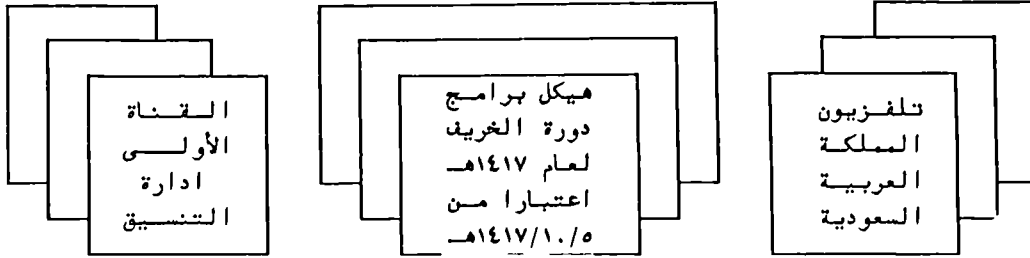 تلفزيون
المملكة
العربية
السعودية
هيكل برامج
دورة الخريف
لعام ١٤١٧هـ
اعتبارا من
١٤١٧/١٠/٥هـ
القناة
الأولى
ادارة
التنسيق